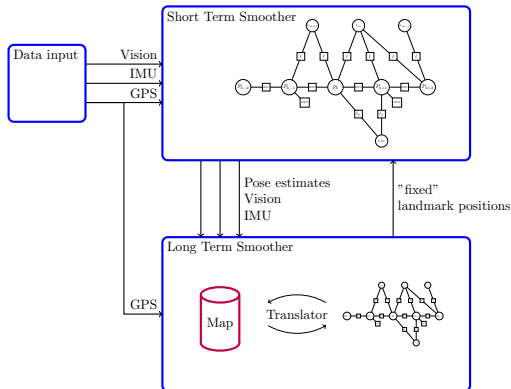 Short Term Smoother
Data input
Vision
IMU
GPS
Pose estimates
Vision
IMU
"fixed"
landmark positions
Long Term Smoother
GPS
Map
Translator